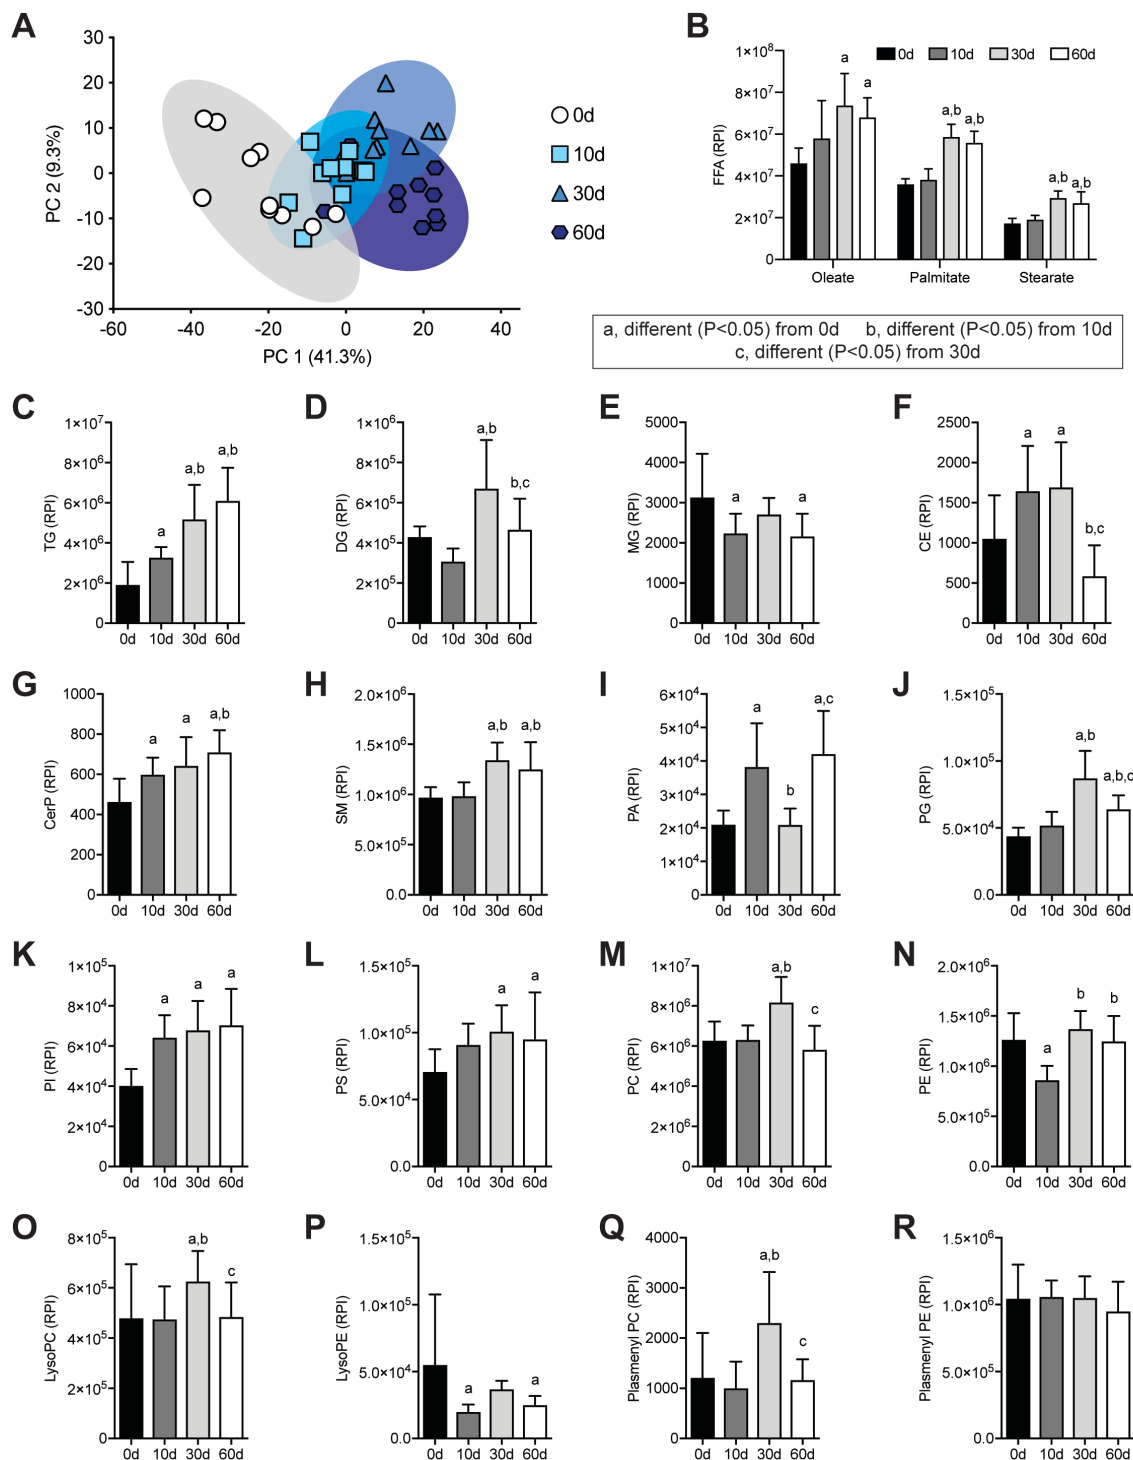 A
30
20
10
0
-10
-20
-30
PC 2 (9.3%)
-60
-40
-20
0
20
40
PC 1 (41.3%)
0d
10d
30d
60d
B
0d
10d
30d
60d
1×10⁸
8×10⁷
6×10⁷
4×10⁷
2×10⁷
0
FFA (RPI)
a
a
a,b
a,b
a,b
a,b
Oleate
Palmitate
Stearate
a, different (P<0.05) from 0d b, different (P<0.05) from 10d
c, different (P<0.05) from 30d
C
1×10⁷
8×10⁶
6×10⁶
4×10⁶
2×10⁶
0
TG (RPI)
a
a,b
a,b
0d 10d 30d 60d
D
1×10⁶
8×10⁵
6×10⁵
4×10⁵
2×10⁵
0
DG (RPI)
a,b
b,c
0d 10d 30d 60d
E
5000
4000
3000
2000
1000
0
MG (RPI)
a
a
0d 10d 30d 60d
F
2500
2000
1500
1000
500
0
CE (RPI)
a
a
b,c
0d 10d 30d 60d
G
1000
800
600
400
200
0
CerP (RPI)
a
a
a,b
0d 10d 30d 60d
H
2.0×10⁶
1.5×10⁶
1.0×10⁶
5.0×10⁵
0.0
SM (RPI)
a,b
a,b
0d 10d 30d 60d
I
6×10⁴
5×10⁴
4×10⁴
3×10⁴
2×10⁴
1×10⁴
0
PA (RPI)
a
b
a,c
0d 10d 30d 60d
J
1.5×10⁵
1.0×10⁵
5.0×10⁴
0.0
PG (RPI)
a,b
a,b,c
0d 10d 30d 60d
K
1×10⁵
8×10⁴
6×10⁴
4×10⁴
2×10⁴
0
PI (RPI)
a
a
a
0d 10d 30d 60d
L
1.5×10⁵
1.0×10⁵
5.0×10⁴
0.0
PS (RPI)
a
a
0d 10d 30d 60d
M
1×10⁷
8×10⁶
6×10⁶
4×10⁶
2×10⁶
0
PC (RPI)
a,b
c
0d 10d 30d 60d
N
2.0×10⁶
1.5×10⁶
1.0×10⁶
5.0×10⁵
0.0
PE (RPI)
a
b
b
0d 10d 30d 60d
O
8×10⁵
6×10⁵
4×10⁵
2×10⁵
0
LysoPC (RPI)
a,b
c
0d 10d 30d 60d
P
1.5×10⁵
1.0×10⁵
5.0×10⁴
0.0
LysoPE (RPI)
a
a
0d 10d 30d 60d
Q
4000
3000
2000
1000
0
Plasmenyl PC (RPI)
a,b
c
0d 10d 30d 60d
R
1.5×10⁶
1.0×10⁶
5.0×10⁵
0.0
Plasmenyl PE (RPI)
0d 10d 30d 60d